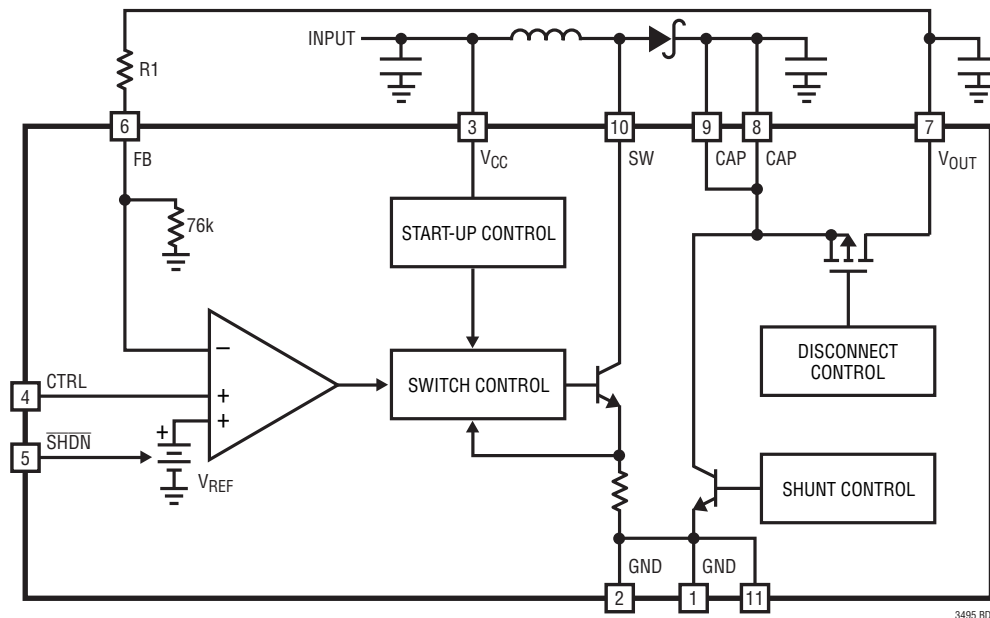 INPUT
R1
6
3
10
9
8
7
FB
VCC
SW
CAP
CAP
VOUT
76k
START-UP CONTROL
−
SWITCH CONTROL
DISCONNECT
CONTROL
4
CTRL
+
+
5
SHDN
+
VREF
SHUNT CONTROL
GND
GND
2
1
11
3495 BD